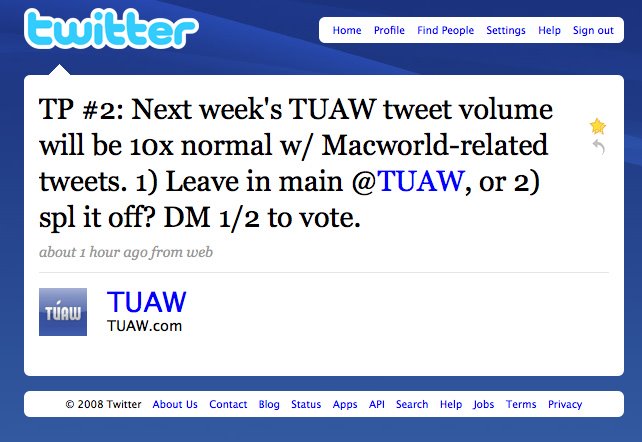 twitter
Home Profile Find People Settings Help Sign out
TP #2: Next week's TUAW tweet volume
will be 10x normal w/ Macworld-related
tweets. 1) Leave in main @TUAW, or 2)
spl it off? DM 1/2 to vote.
about 1 hour ago from web
TUAW
TUAW
TUAW.com
© 2008 Twitter About Us Contact Blog Status Apps API Search Help Jobs Terms Privacy